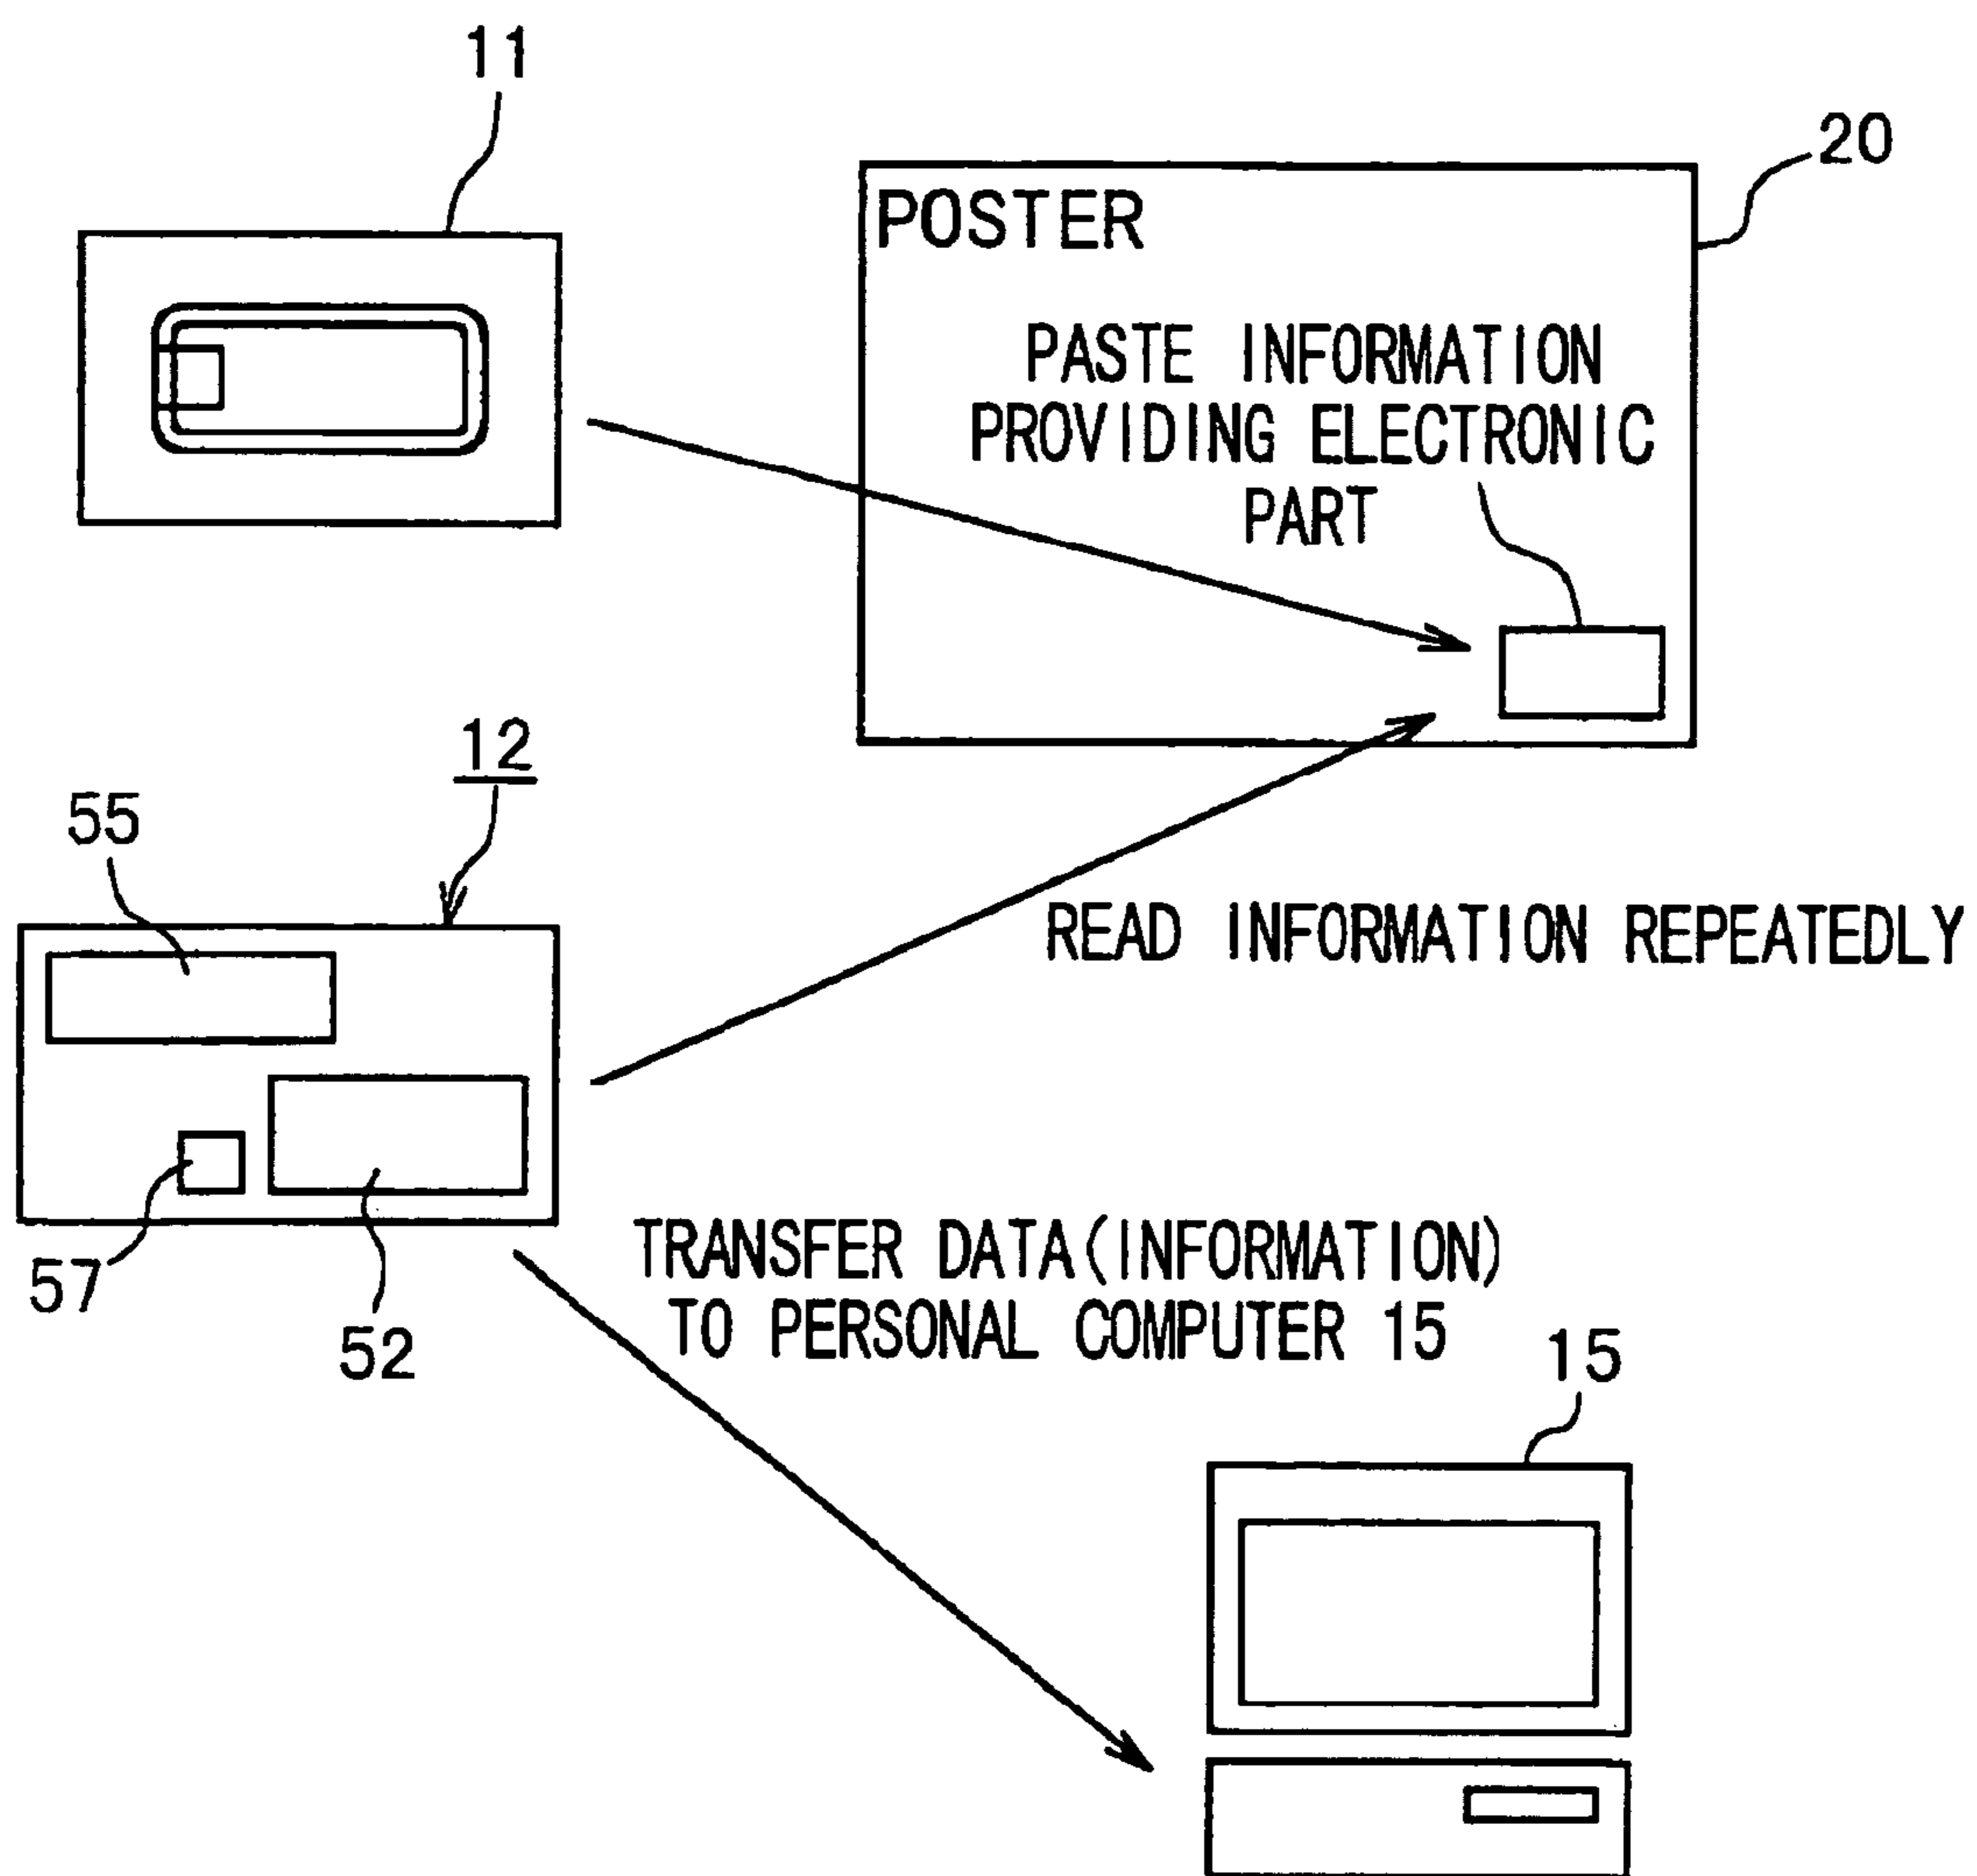 11
20
POSTER
PASTE INFORMATION
PROVIDING ELECTRONIC
PART
12
55
READ INFORMATION REPEATEDLY
57
52
TRANSFER DATA(INFORMATION)
TO PERSONAL COMPUTER 15
15